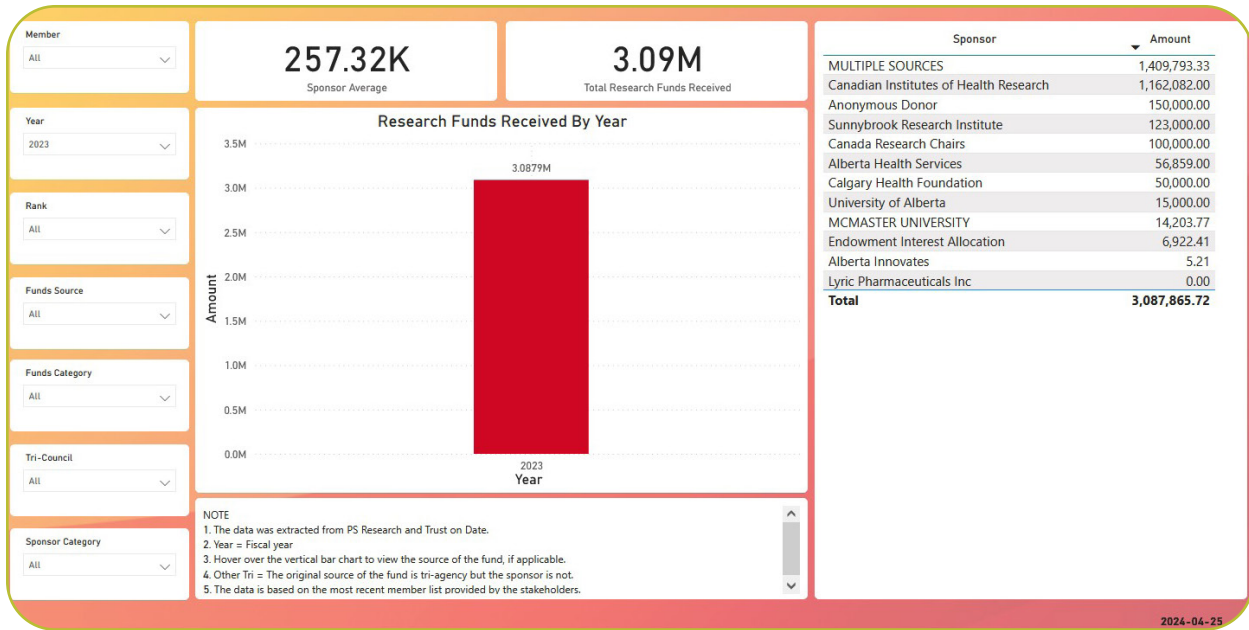 Member
All
Year
2023
Rank
All
Funds Source
All
Funds Category
All
Tri-Council
All
Sponsor Category
All
257.32K
Sponsor Average
3.09M
Total Research Funds Received
Research Funds Received By Year
3.5M
3.0M
2.5M
2.0M
1.5M
1.0M
0.5M
0.0M
Amount
3.0879M
2023
Year
NOTE
1. The data was extracted from PS Research and Trust on Date.
2. Year = Fiscal year
3. Hover over the vertical bar chart to view the source of the fund, if applicable.
4. Other Tri = The original source of the fund is tri-agency but the sponsor is not.
5. The data is based on the most recent member list provided by the stakeholders.
Sponsor Amount
MULTIPLE SOURCES 1,409,793.33
Canadian Institutes of Health Research 1,162,082.00
Anonymous Donor 150,000.00
Sunnybrook Research Institute 123,000.00
Canada Research Chairs 100,000.00
Alberta Health Services 56,859.00
Calgary Health Foundation 50,000.00
University of Alberta 15,000.00
MCMASTER UNIVERSITY 14,203.77
Endowment Interest Allocation 6,922.41
Alberta Innovates 5.21
Lyric Pharmaceuticals Inc 0.00
Total 3,087,865.72
2024-04-25